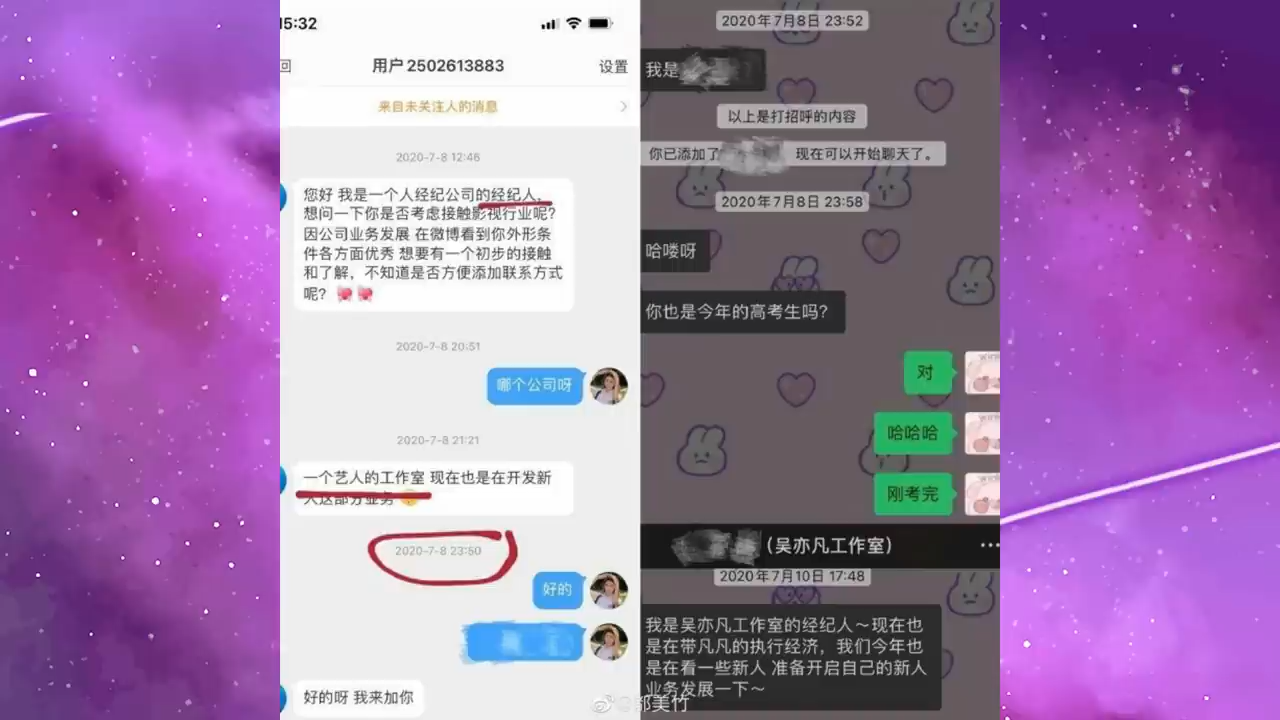 15:32
回
用户2502613883
设置
来自未关注人的消息
2020-7-8 12:46
您好 我是一个人经纪公司的经纪人,
想问一下你是否考虑接触影视行业呢?
因公司业务发展 在微博看到你外形条
件各方面优秀 想要有一个初步的接触
和了解，不知道是否方便添加联系方式
呢?
2020-7-8 20:51
哪个公司呀
2020-7-8 21:21
一个艺人的工作室 现在也是在开发新
人这部分业务
2020-7-8 23:50
好的
好的呀 我来加你
2020年7月8日 23:52
我是
以上是打招呼的内容
你已添加了
现在可以开始聊天了。
2020年7月8日 23:58
哈喽呀
你也是今年的高考生吗?
对
哈哈哈
刚考完
(吴亦凡工作室)
2020年7月10日 17:48
我是吴亦凡工作室的经纪人～现在也
是在带凡凡的执行经济，我们今年也
是在看一些新人 准备开启自己的新人
业务发展一下～
@都美竹